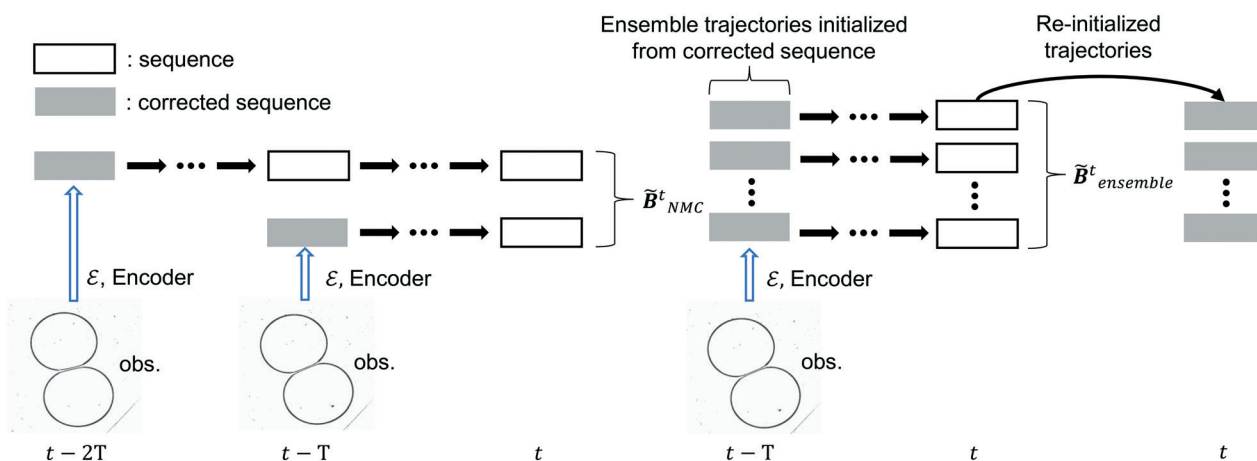 : sequence
: corrected sequence
ℰ, Encoder
ℰ, Encoder
obs.
obs.
B̃ᵗ_NMC
t − 2T
t − T
t
Ensemble trajectories initialized
from corrected sequence
Re-initialized
trajectories
B̃ᵗ_ensemble
ℰ, Encoder
obs.
t − T
t
t